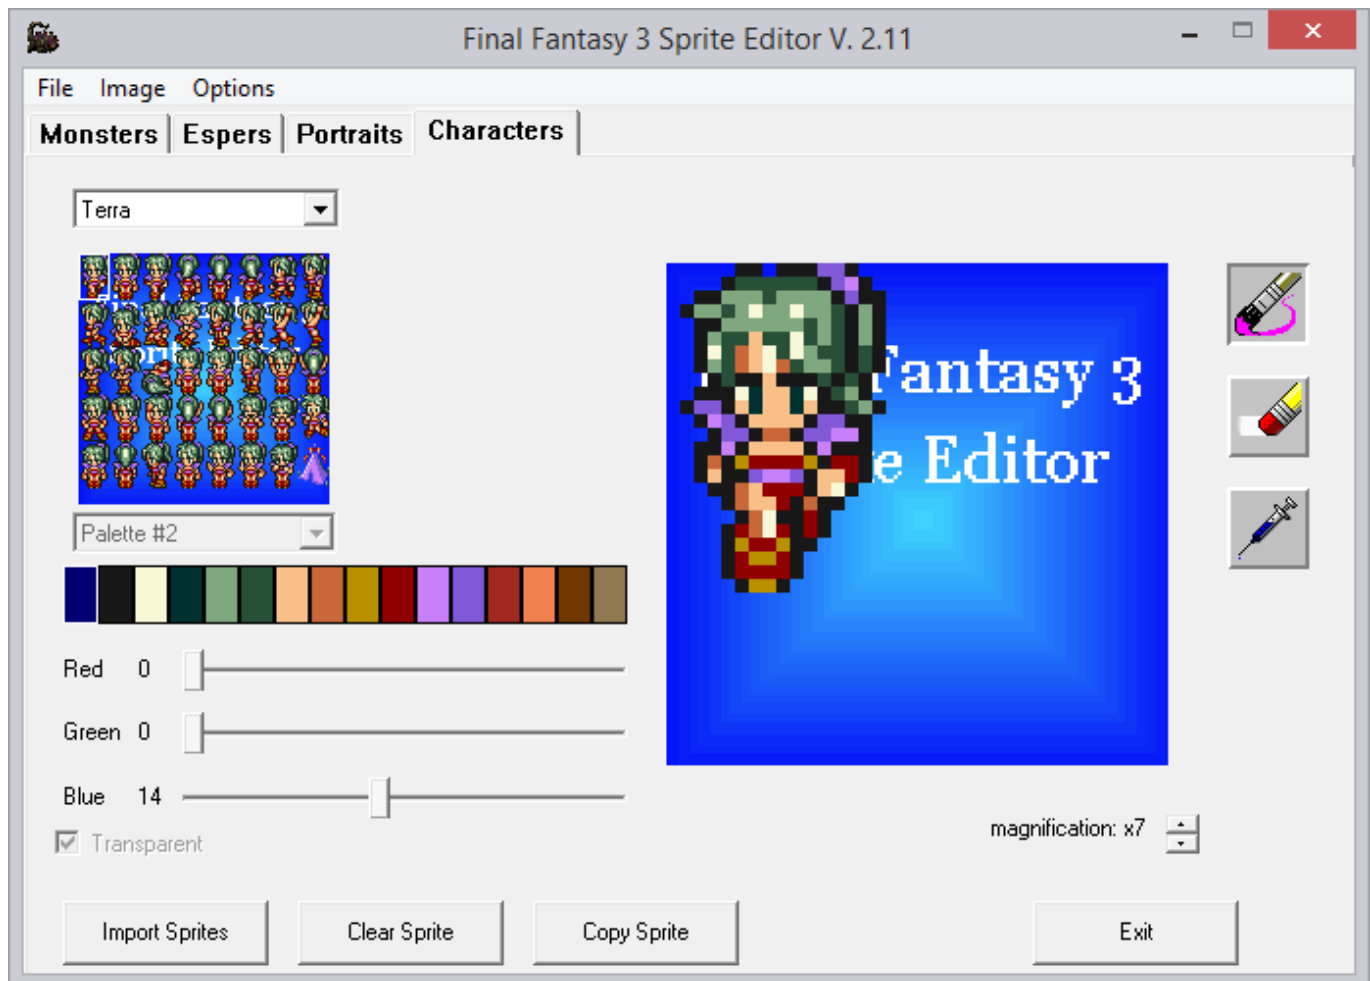 Final Fantasy 3 Sprite Editor V. 2.11
File Image Options
Monsters Espers Portraits Characters
Terra
Fantasy 3
Editor
Palette #2
Red 0
Green 0
Blue 14
Transparent
magnification: x7
Import Sprites Clear Sprite Copy Sprite Exit